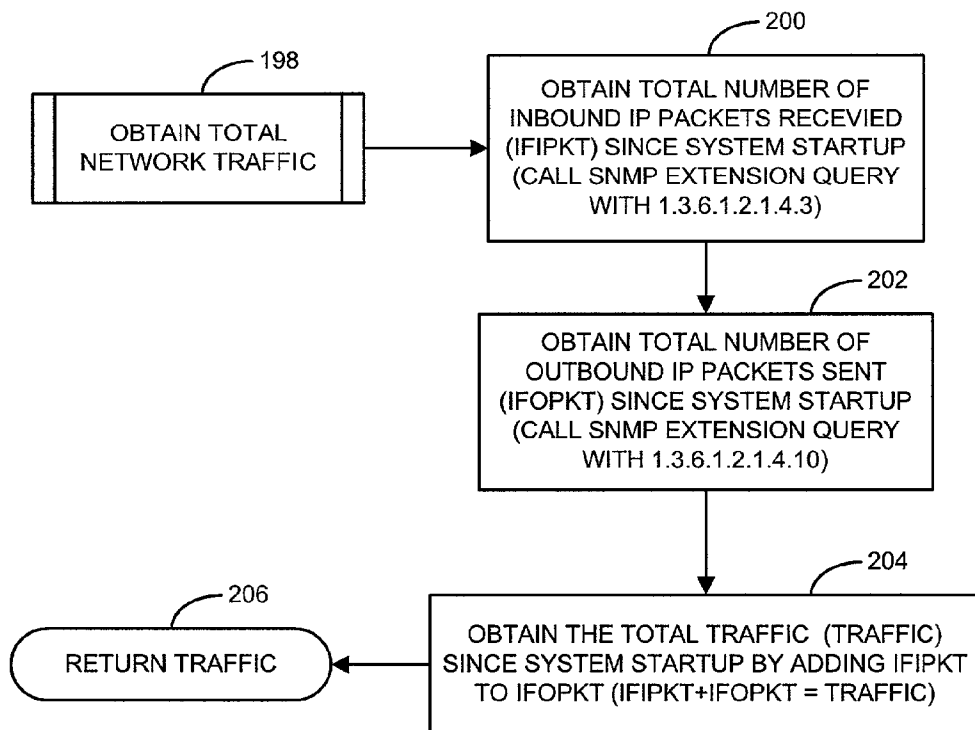 198
OBTAIN TOTAL
NETWORK TRAFFIC
200
OBTAIN TOTAL NUMBER OF
INBOUND IP PACKETS RECEVIED
(IFIPKT) SINCE SYSTEM STARTUP
(CALL SNMP EXTENSION QUERY
WITH 1.3.6.1.2.1.4.3)
202
OBTAIN TOTAL NUMBER OF
OUTBOUND IP PACKETS SENT
(IFOPKT) SINCE SYSTEM STARTUP
(CALL SNMP EXTENSION QUERY
WITH 1.3.6.1.2.1.4.10)
204
OBTAIN THE TOTAL TRAFFIC (TRAFFIC)
SINCE SYSTEM STARTUP BY ADDING IFIPKT
TO IFOPKT (IFIPKT+IFOPKT = TRAFFIC)
206
RETURN TRAFFIC